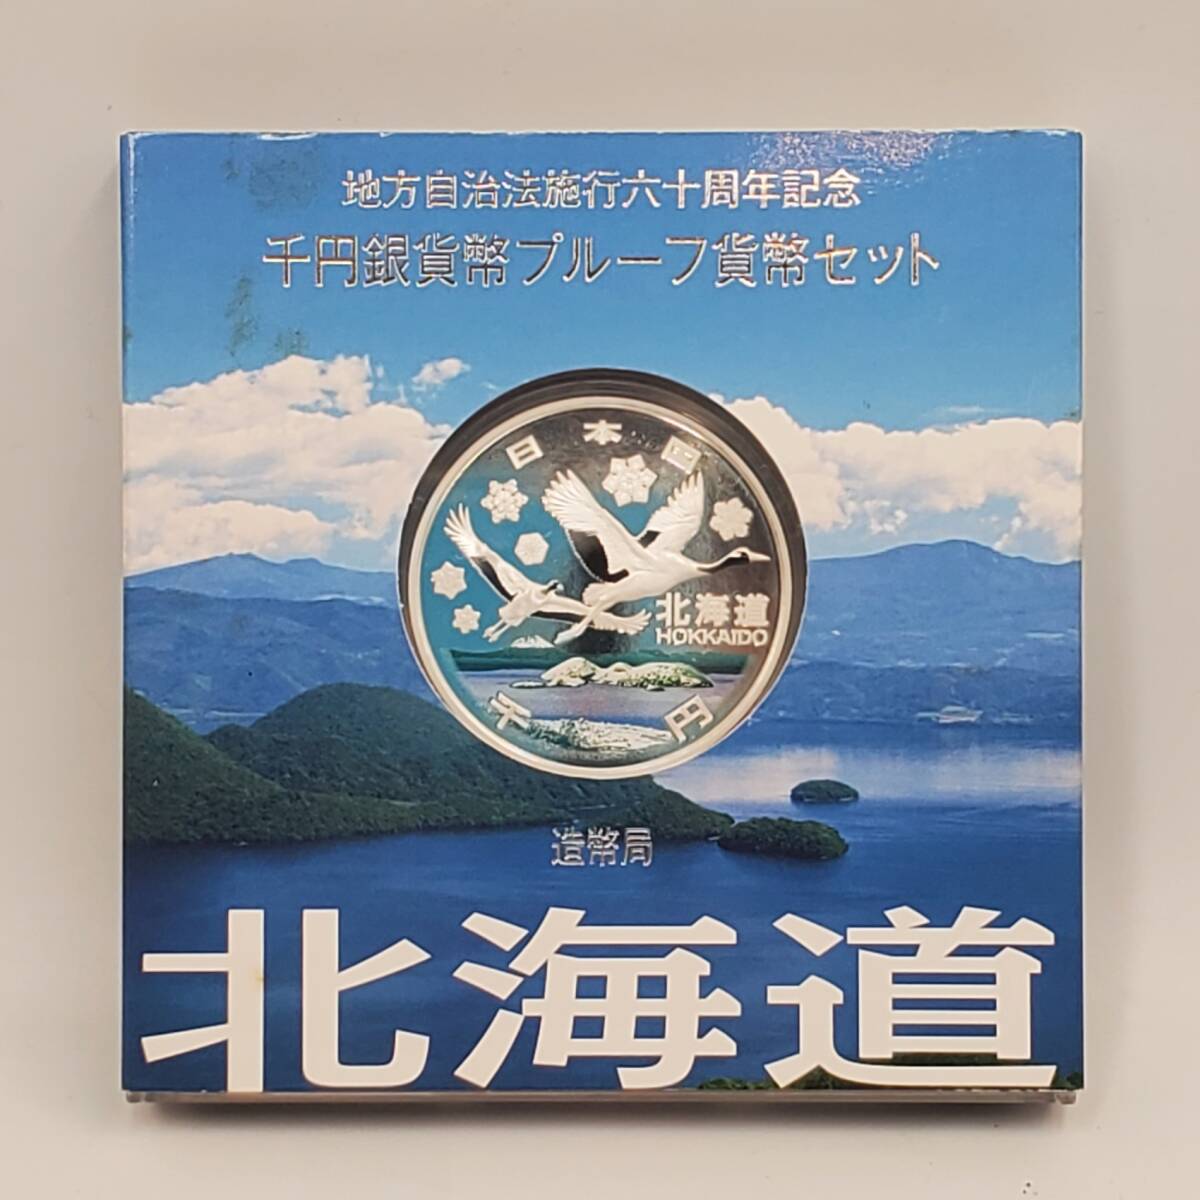 地方自治法施行六十周年記念
千円銀貨幣プルーフ貨幣セット
日本国
北海道
HOKKAIDO
千円
造幣局
北海道